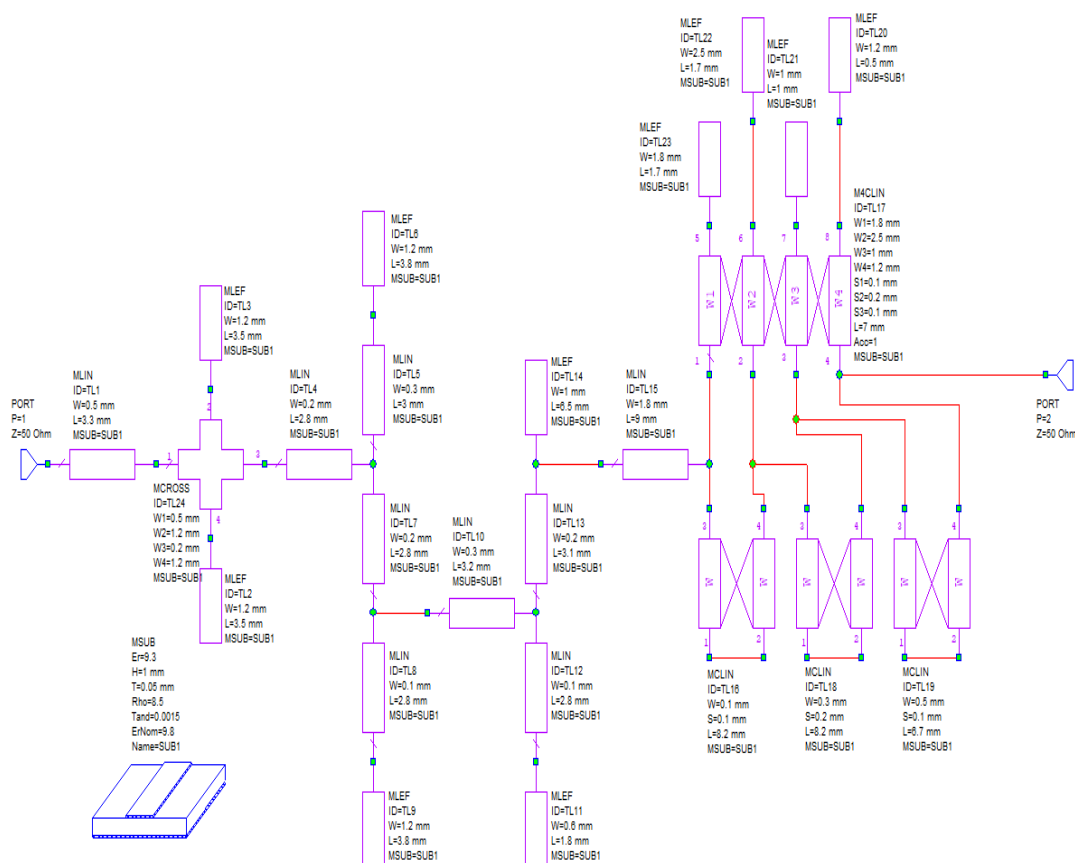 MLEF
ID=TL22
W=2.5 mm
L=1.7 mm
MSUB=SUB1
MLEF
ID=TL21
W=1 mm
L=1 mm
MSUB=SUB1
MLEF
ID=TL20
W=1.2 mm
L=0.5 mm
MSUB=SUB1
MLEF
ID=TL23
W=1.8 mm
L=1.7 mm
MSUB=SUB1
M4CLIN
ID=TL17
W1=1.8 mm
W2=2.5 mm
W3=1 mm
W4=1.2 mm
S1=0.1 mm
S2=0.2 mm
S3=0.1 mm
L=7 mm
Acc=1
MSUB=SUB1
5
6
7
8
W1
W2
W3
W4
1
2
3
4
MLEF
ID=TL6
W=1.2 mm
L=3.8 mm
MSUB=SUB1
MLEF
ID=TL3
W=1.2 mm
L=3.5 mm
MSUB=SUB1
MLIN
ID=TL1
W=0.5 mm
L=3.3 mm
MSUB=SUB1
MLIN
ID=TL4
W=0.2 mm
L=2.8 mm
MSUB=SUB1
MLIN
ID=TL5
W=0.3 mm
L=3 mm
MSUB=SUB1
MLEF
ID=TL14
W=1 mm
L=6.5 mm
MSUB=SUB1
MLIN
ID=TL15
W=1.8 mm
L=9 mm
MSUB=SUB1
PORT
P=1
Z=50 Ohm
PORT
P=2
Z=50 Ohm
1
3
4
MCROSS
ID=TL24
W1=0.5 mm
W2=1.2 mm
W3=0.2 mm
W4=1.2 mm
MSUB=SUB1
MLEF
ID=TL2
W=1.2 mm
L=3.5 mm
MSUB=SUB1
MLIN
ID=TL7
W=0.2 mm
L=2.8 mm
MSUB=SUB1
MLIN
ID=TL10
W=0.3 mm
L=3.2 mm
MSUB=SUB1
MLIN
ID=TL13
W=0.2 mm
L=3.1 mm
MSUB=SUB1
3
4
3
4
3
4
W
W
W
W
W
W
1
2
1
2
1
2
MSUB
Er=9.3
H=1 mm
T=0.05 mm
Rho=8.5
Tand=0.0015
ErNom=9.8
Name=SUB1
MLIN
ID=TL8
W=0.1 mm
L=2.8 mm
MSUB=SUB1
MLIN
ID=TL12
W=0.1 mm
L=2.8 mm
MSUB=SUB1
MCLIN
ID=TL16
W=0.1 mm
S=0.1 mm
L=8.2 mm
MSUB=SUB1
MCLIN
ID=TL18
W=0.3 mm
S=0.2 mm
L=8.2 mm
MSUB=SUB1
MCLIN
ID=TL19
W=0.5 mm
S=0.1 mm
L=6.7 mm
MSUB=SUB1
MLEF
ID=TL9
W=1.2 mm
L=3.8 mm
MSUB=SUB1
MLEF
ID=TL11
W=0.6 mm
L=1.8 mm
MSUB=SUB1